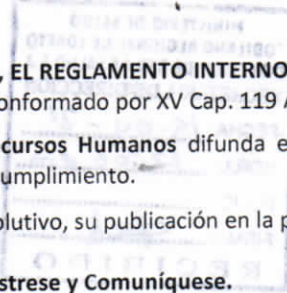 , EL REGLAMENTO INTERNO
onformado por XV Cap. 119 A
cursos Humanos difunda e
umplimiento.
olutivo, su publicación en la p
strese y Comuníquese.